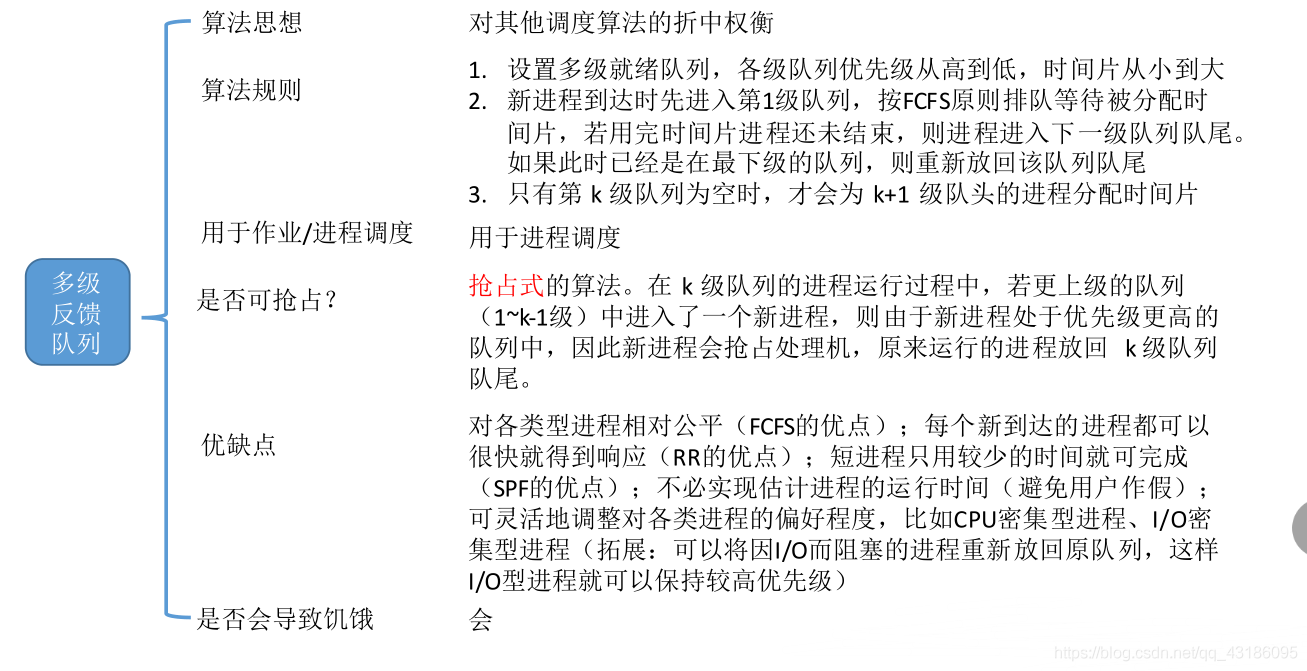 算法思想
对其他调度算法的折中权衡
算法规则
1. 设置多级就绪队列，各级队列优先级从高到低，时间片从小到大
2. 新进程到达时先进入第1级队列，按FCFS原则排队等待被分配时
间片，若用完时间片进程还未结束，则进程进入下一级队列队尾。
如果此时已经是在最下级的队列，则重新放回该队列队尾
3. 只有第 k 级队列为空时，才会为 k+1 级队头的进程分配时间片
用于作业/进程调度
用于进程调度
多级
反馈
队列
是否可抢占？
抢占式的算法。在 k 级队列的进程运行过程中，若更上级的队列
（1~k-1级）中进入了一个新进程，则由于新进程处于优先级更高的
队列中，因此新进程会抢占处理机，原来运行的进程放回 k 级队列
队尾。
优缺点
对各类型进程相对公平（FCFS的优点）；每个新到达的进程都可以
很快就得到响应（RR的优点）；短进程只用较少的时间就可完成
（SPF的优点）；不必实现估计进程的运行时间（避免用户作假）；
可灵活地调整对各类进程的偏好程度，比如CPU密集型进程、I/O密
集型进程（拓展：可以将因I/O而阻塞的进程重新放回原队列，这样
I/O型进程就可以保持较高优先级）
是否会导致饥饿
会
https://blog.csdn.net/qq_43186095